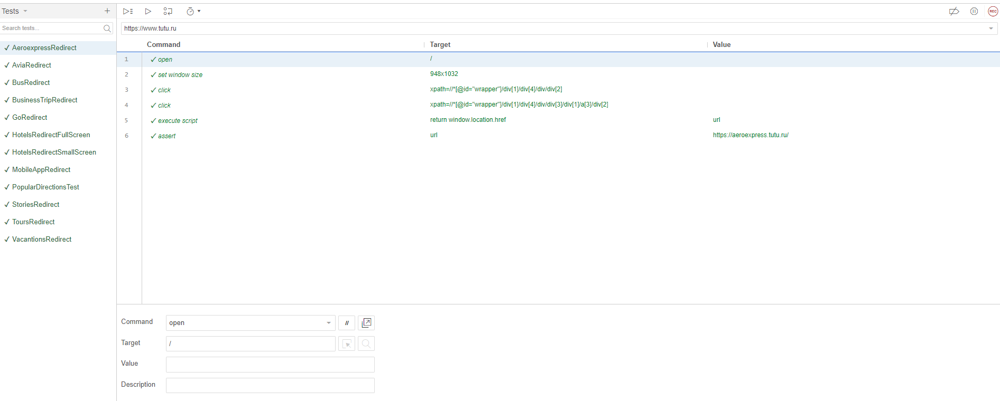 Tests
Search tests...
AeroexpressRedirect
AviaRedirect
BusRedirect
BusinessTripRedirect
GoRedirect
HotelsRedirectFullScreen
HotelsRedirectSmallScreen
MobileAppRedirect
PopularDirectionsTest
StoriesRedirect
ToursRedirect
VacantionsRedirect
REC
https://www.tutu.ru
Command Target Value
1 open /
2 set window size 948x1032
3 click xpath=//*[@id="wrapper"]/div[1]/div[4]/div/div[2]
4 click xpath=//*[@id="wrapper"]/div[1]/div[4]/div/div[3]/div[1]/a[3]/div[2]
5 execute script return window.location.href url
6 assert url https://aeroexpress.tutu.ru/
Command open //
Target /
Value
Description